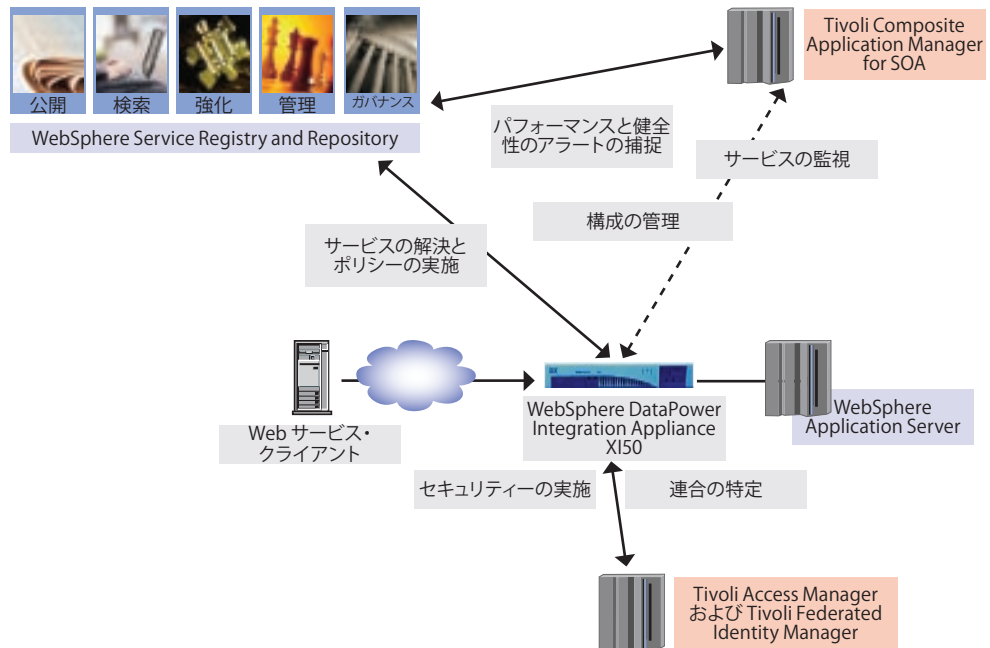 公開
検索
強化
管理
ガバナンス
WebSphere Service Registry and Repository
Tivoli Composite
Application Manager
for SOA
パフォーマンスと健全
性のアラートの捕捉
サービスの監視
構成の管理
サービスの解決と
ポリシーの実施
Web サービス・
クライアント
WebSphere DataPower
Integration Appliance
XI50
WebSphere
Application Server
セキュリティーの実施
連合の特定
Tivoli Access Manager
および Tivoli Federated
Identity Manager